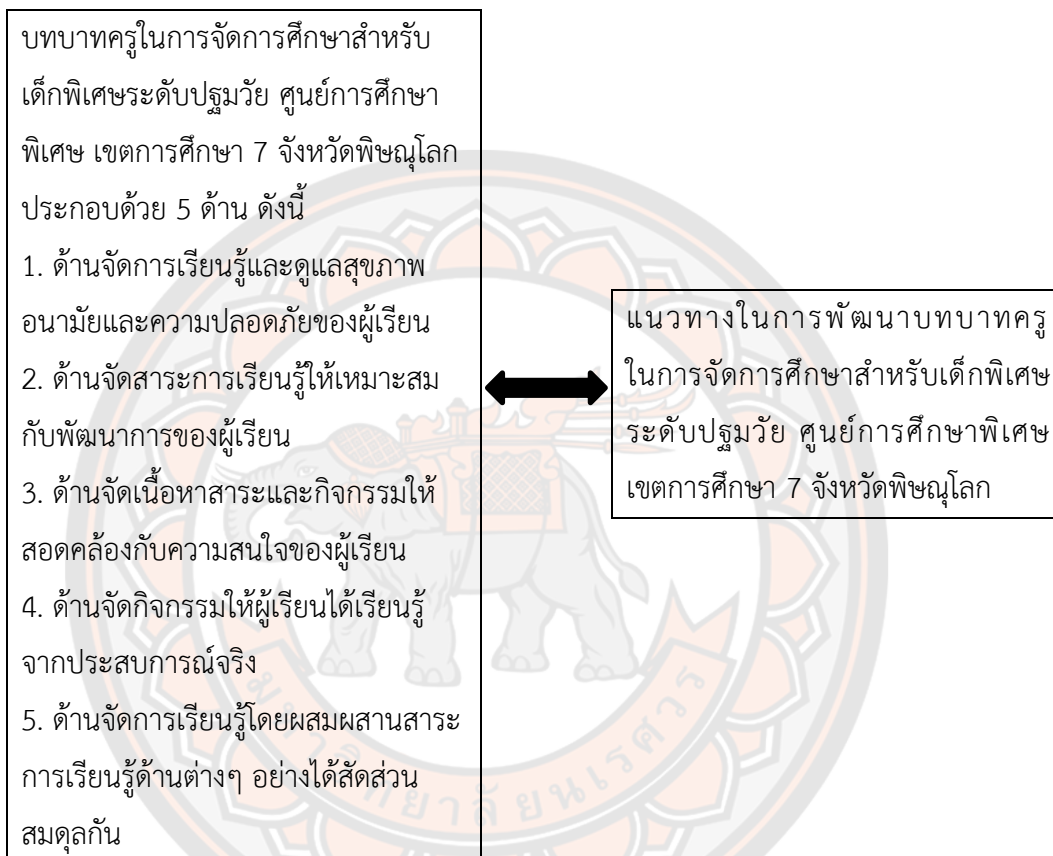 บทบาทครูในการจัดการศึกษาสำหรับ
เด็กพิเศษระดับปฐมวัย ศูนย์การศึกษา
พิเศษ เขตการศึกษา 7 จังหวัดพิษณุโลก
ประกอบด้วย 5 ด้าน ดังนี้
1. ด้านจัดการเรียนรู้และดูแลสุขภาพ
อนามัยและความปลอดภัยของผู้เรียน
2. ด้านจัดสาระการเรียนรู้ให้เหมาะสม
กับพัฒนาการของผู้เรียน
3. ด้านจัดเนื้อหาสาระและกิจกรรมให้
สอดคล้องกับความสนใจของผู้เรียน
4. ด้านจัดกิจกรรมให้ผู้เรียนได้เรียนรู้
จากประสบการณ์จริง
5. ด้านจัดการเรียนรู้โดยผสมผสานสาระ
การเรียนรู้ด้านต่างๆ อย่างได้สัดส่วน
สมดุลกัน
แนวทางในการพัฒนาบทบาทครู
ในการจัดการศึกษาสำหรับเด็กพิเศษ
ระดับปฐมวัย ศูนย์การศึกษาพิเศษ
เขตการศึกษา 7 จังหวัดพิษณุโลก
มหาวิทยาลัยนเรศวร